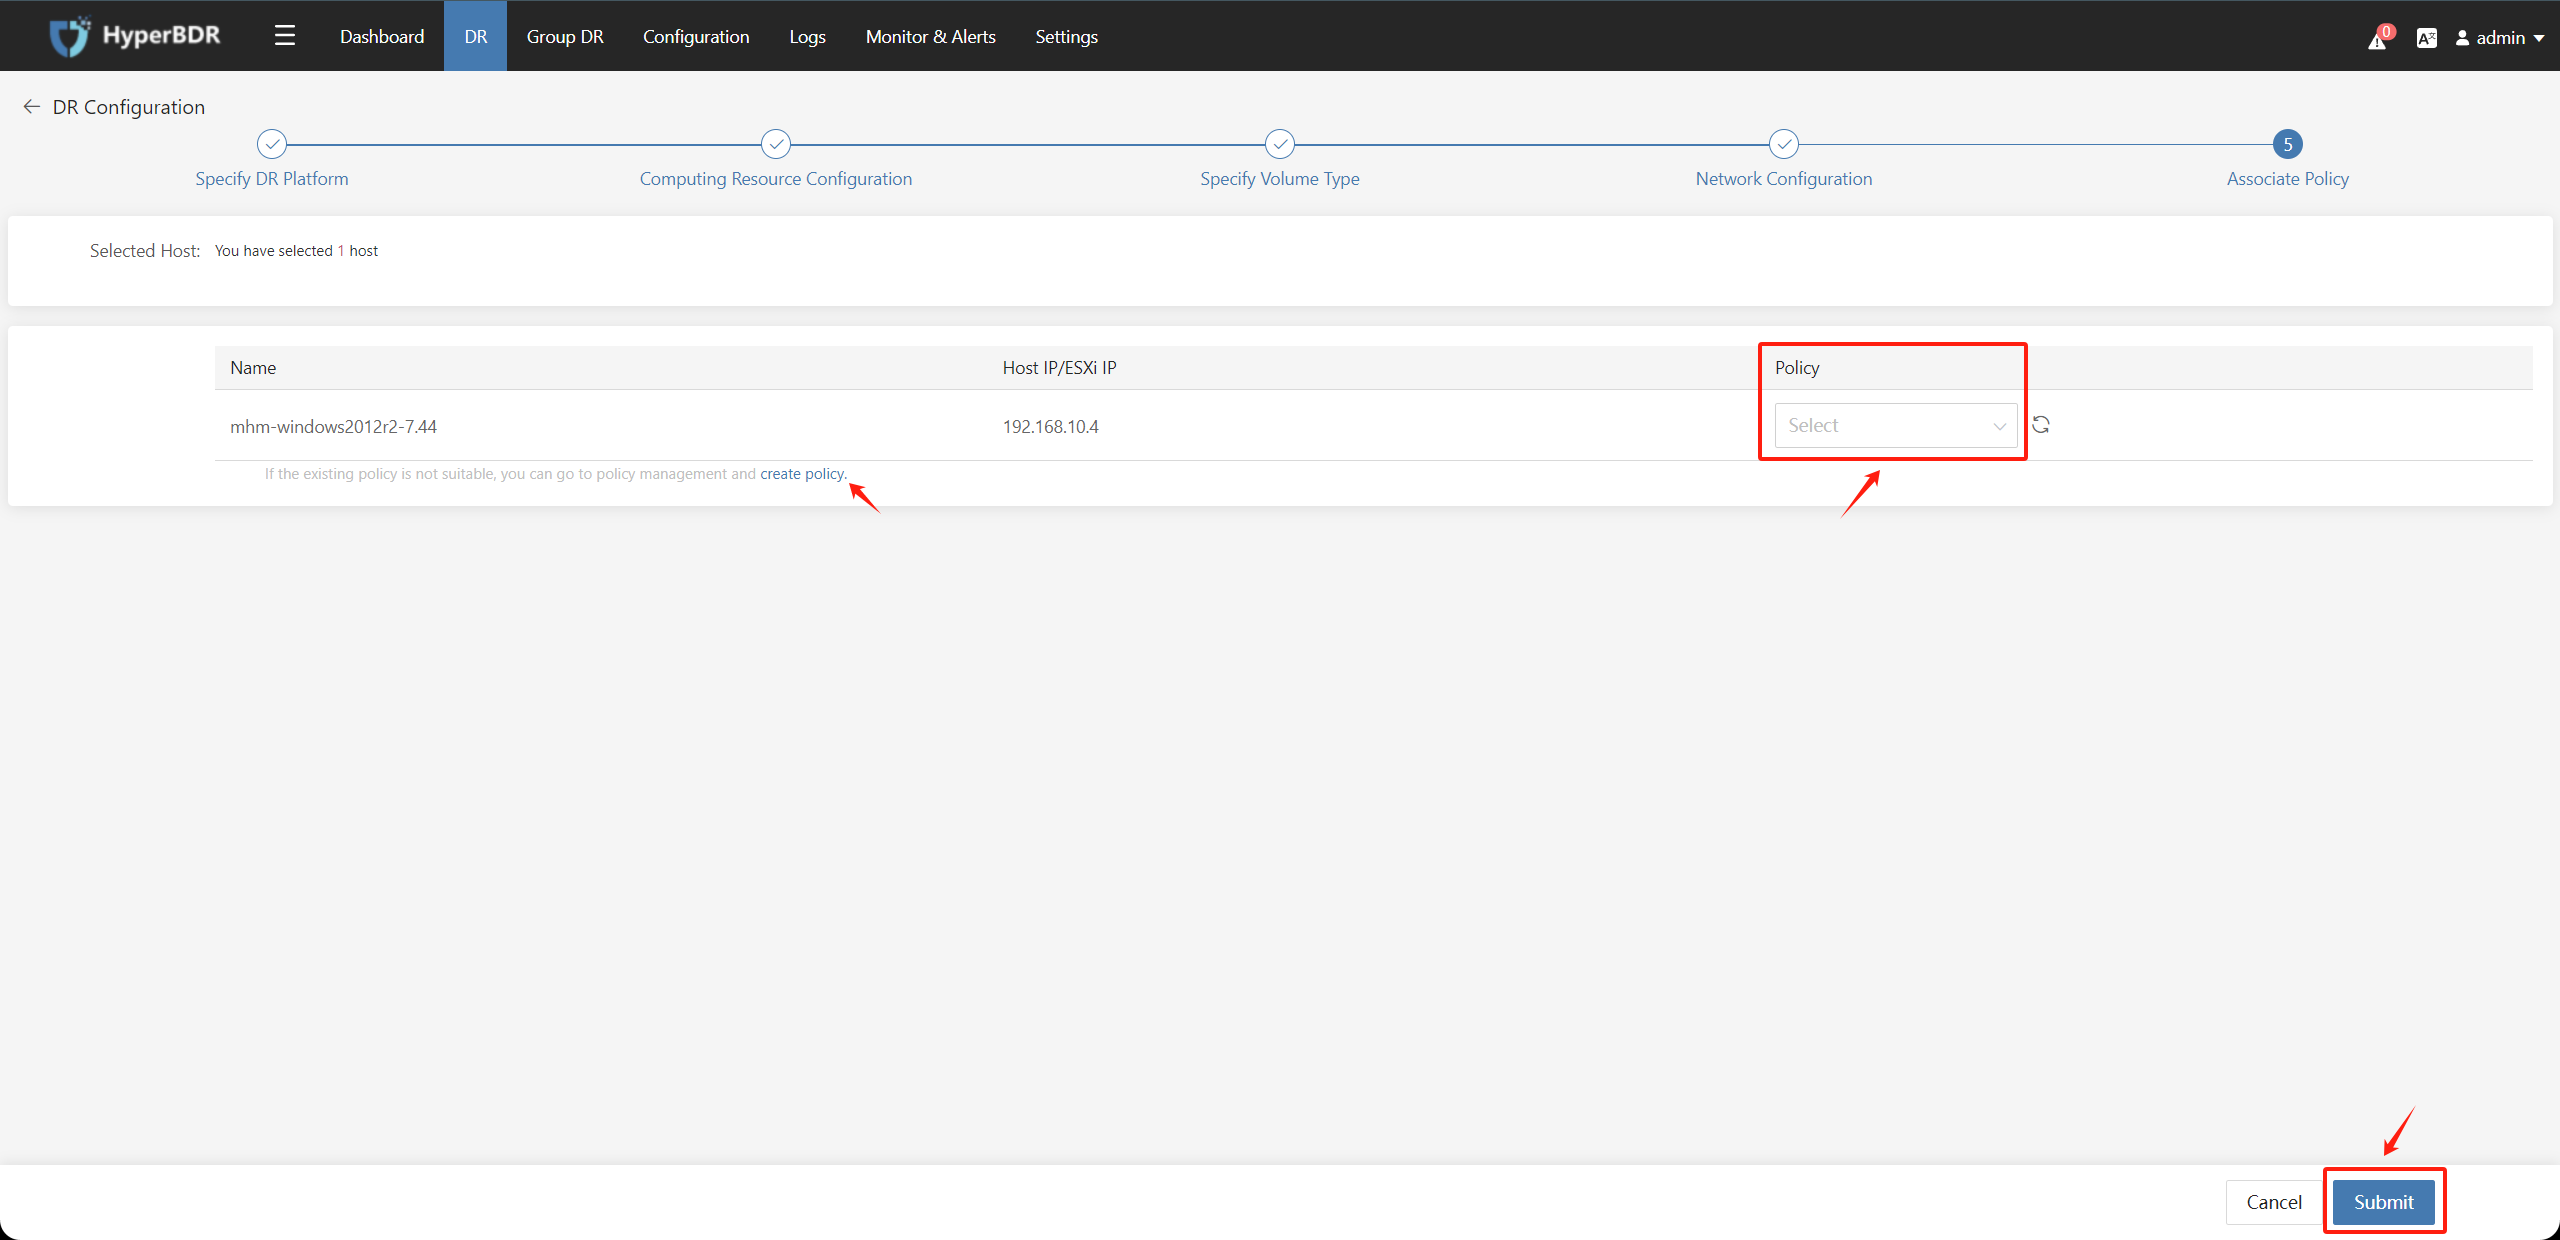 HyperBDR Dashboard DR Group DR Configuration Logs Monitor & Alerts Settings 0 admin
DR Configuration
5
Specify DR Platform Computing Resource Configuration Specify Volume Type Network Configuration Associate Policy
Selected Host: You have selected 1 host
Name Host IP/ESXi IP Policy
mhm-windows2012r2-7.44 192.168.10.4 Select
If the existing policy is not suitable, you can go to policy management and create policy.
Cancel Submit